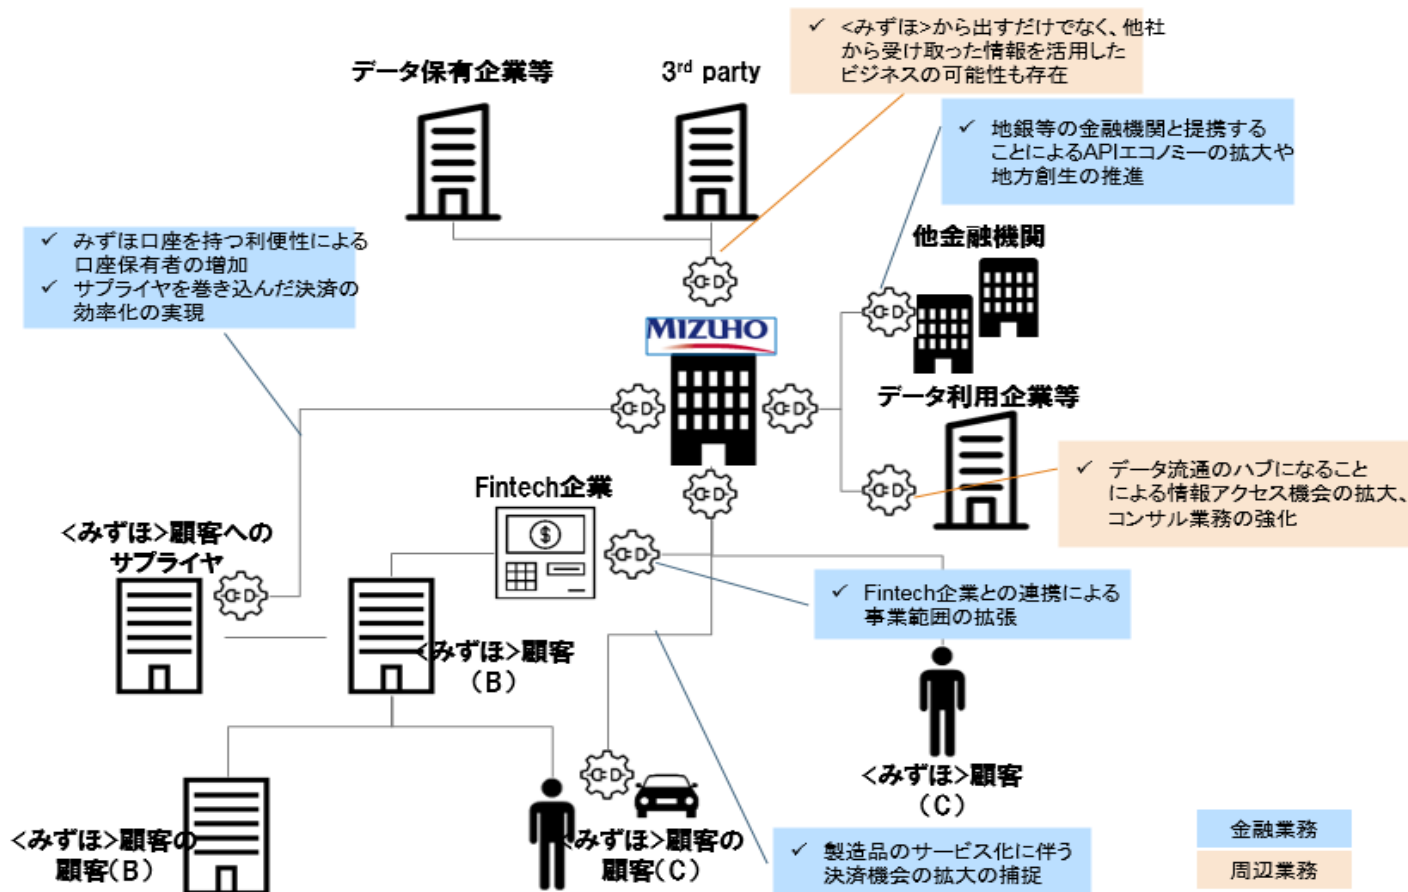 ✓ <みずほ>から出すだけでなく、他社
から受け取った情報を活用した
ビジネスの可能性も存在
データ保有企業等
3rd party
✓ 地銀等の金融機関と提携する
ことによるAPIエコノミーの拡大や
地方創生の推進
✓ みずほ口座を持つ利便性による
口座保有者の増加
✓ サプライヤを巻き込んだ決済の
効率化の実現
他金融機関
MIZUHO
データ利用企業等
✓ データ流通のハブになること
による情報アクセス機会の拡大、
コンサル業務の強化
Fintech企業
$
<みずほ>顧客への
サプライヤ
✓ Fintech企業との連携による
事業範囲の拡張
<みずほ>顧客
(B)
<みずほ>顧客
(C)
<みずほ>顧客の
顧客(B)
<みずほ>顧客の
顧客(C)
✓ 製造品のサービス化に伴う
決済機会の拡大の捕捉
金融業務
周辺業務